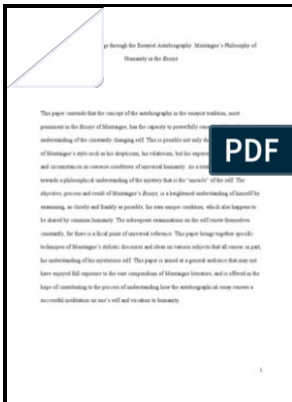 ge through the Essayist Autobiography: Montaigne's Philosophy of
Humanity in the Essays
This paper contends that the concept of the autobiography in the essayist tradition, most
prominent in the Essays of Montaigne, has the capacity to powerfully
understanding of the constantly changing self. This is possible not only
of Montaigne's style such as his skepticism, his relativism, but his
and circumstances as common conditions of universal humanity. As a
towards a philosophical understanding of the mystery that is the "miracle" of the self. The
objective, process and result of Montaigne's Essays, is a heightened understanding of himself by
examining, as closely and frankly as possible, his own unique condition, which also happens to
be shared by common humanity. The subsequent examinations on the self renew themselves
constantly, for there is a focal point of universal reference. This paper brings together specific
techniques of Montaigne's stylistic discourse and ideas on various subjects that all renew, in part,
his understanding of his mysterious self. This paper is aimed at a general audience that may not
have enjoyed full exposure to the vast compendium of Montaigne literature, and is offered in the
hope of contributing to the process of understanding how the autobiographical essay renews a
successful meditation on one's self and vocation to humanity.
PDF
1